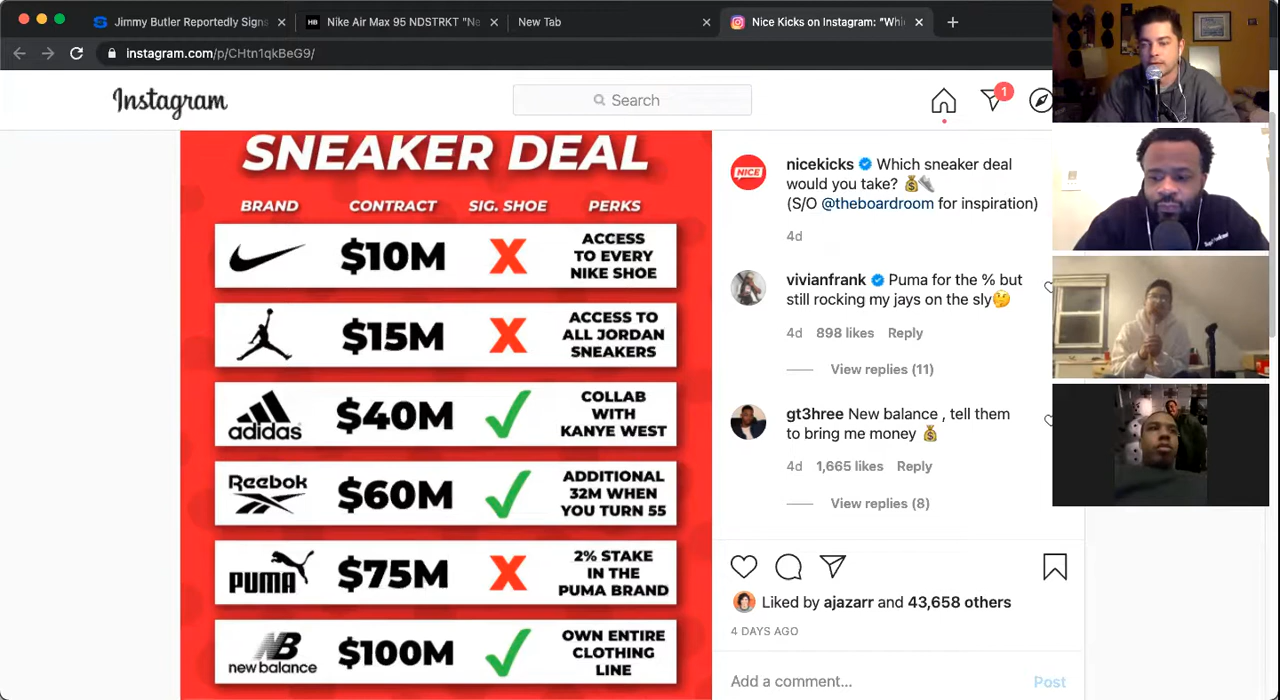 Jimmy Butler Reportedly Signs
HB Nike Air Max 95 NDSTRKT "Ne
New Tab
Nice Kicks on Instagram: "Whi
instagram.com/p/CHtn1qkBeG9/
Instagram
Search
1
SNEAKER DEAL
BRAND CONTRACT SIG. SHOE PERKS
$10M X ACCESS
TO EVERY
NIKE SHOE
$15M X ACCESS TO
ALL JORDAN
SNEAKERS
adidas $40M COLLAB
WITH
KANYE WEST
Reebok $60M ADDITIONAL
32M WHEN
YOU TURN 55
PUMA $75M X 2% STAKE
IN THE
PUMA BRAND
NB
new balance $100M OWN ENTIRE
CLOTHING
LINE
NICE
nicekicks Which sneaker deal
would you take?
(S/O @theboardroom for inspiration)
4d
vivianfrank Puma for the % but
still rocking my jays on the sly
4d 898 likes Reply
View replies (11)
gt3hree New balance , tell them
to bring me money
4d 1,665 likes Reply
View replies (8)
Liked by ajazarr and 43,658 others
4 DAYS AGO
Add a comment... Post